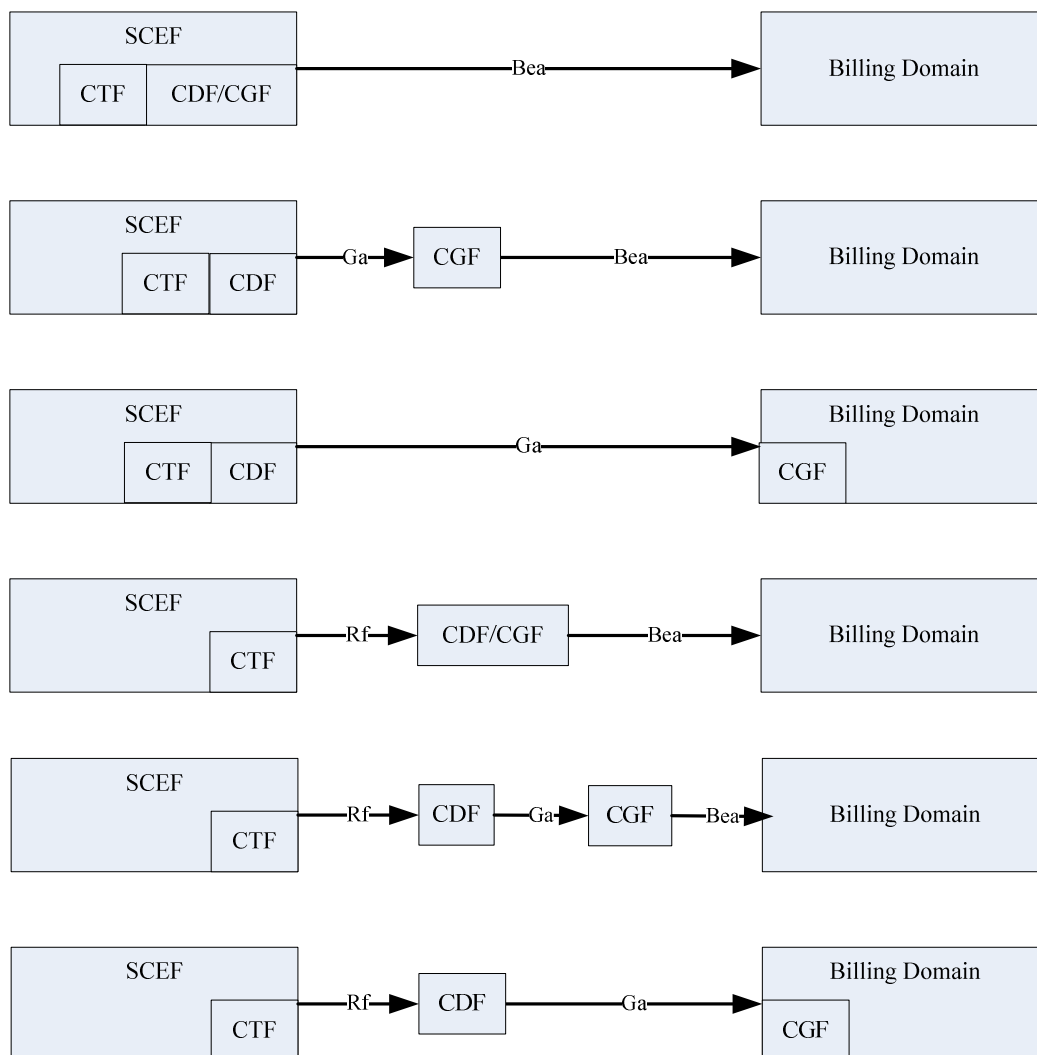 SCEF
CTF
CDF/CGF
Bea
Billing Domain
SCEF
CTF
CDF
Ga
CGF
Bea
Billing Domain
SCEF
CTF
CDF
Ga
Billing Domain
CGF
SCEF
CTF
Rf
CDF/CGF
Bea
Billing Domain
SCEF
CTF
Rf
CDF
Ga
CGF
Bea
Billing Domain
SCEF
CTF
Rf
CDF
Ga
Billing Domain
CGF